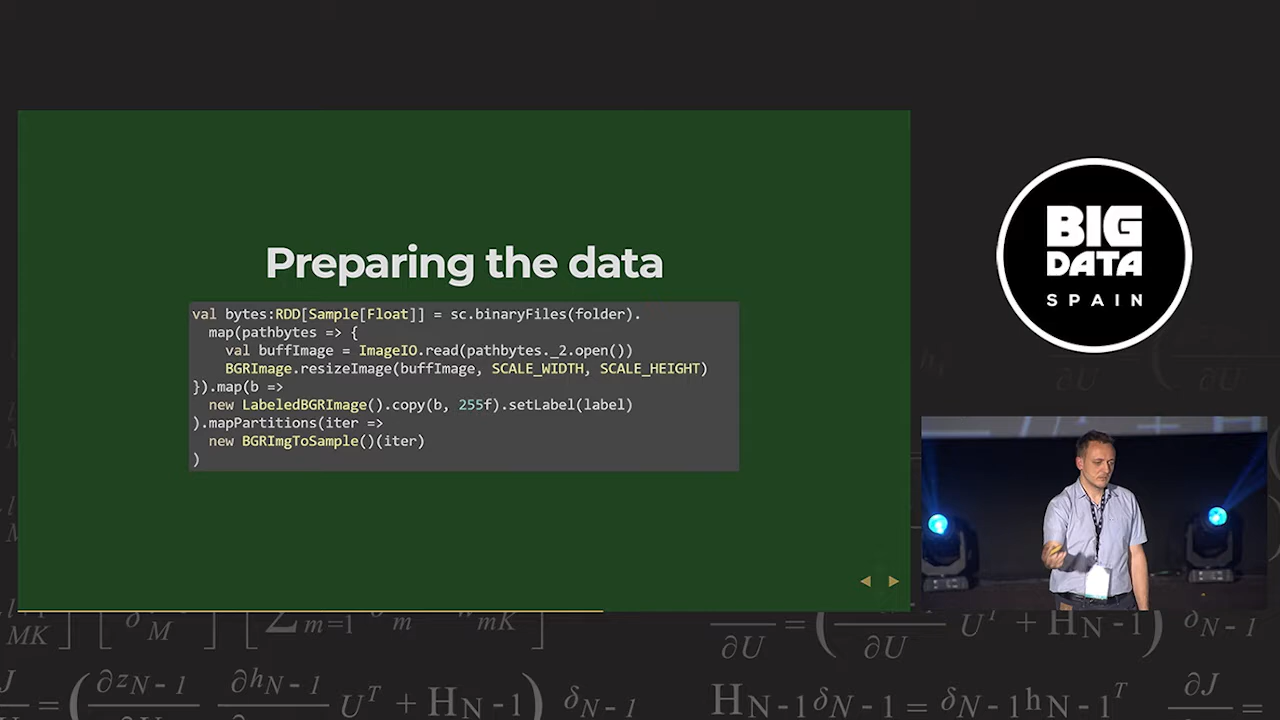 Preparing the data
val bytes:RDD[Sample[Float]] = sc.binaryFiles(folder).
  map(pathbytes => {
    val buffImage = ImageIO.read(pathbytes._2.open())
    BGRImage.resizeImage(buffImage, SCALE_WIDTH, SCALE_HEIGHT)
}).map(b =>
  new LabeledBGRImage().copy(b, 255f).setLabel(label)
).mapPartitions(iter =>
  new BGRImgToSample()(iter)
)
BIG
DATA
SPAIN